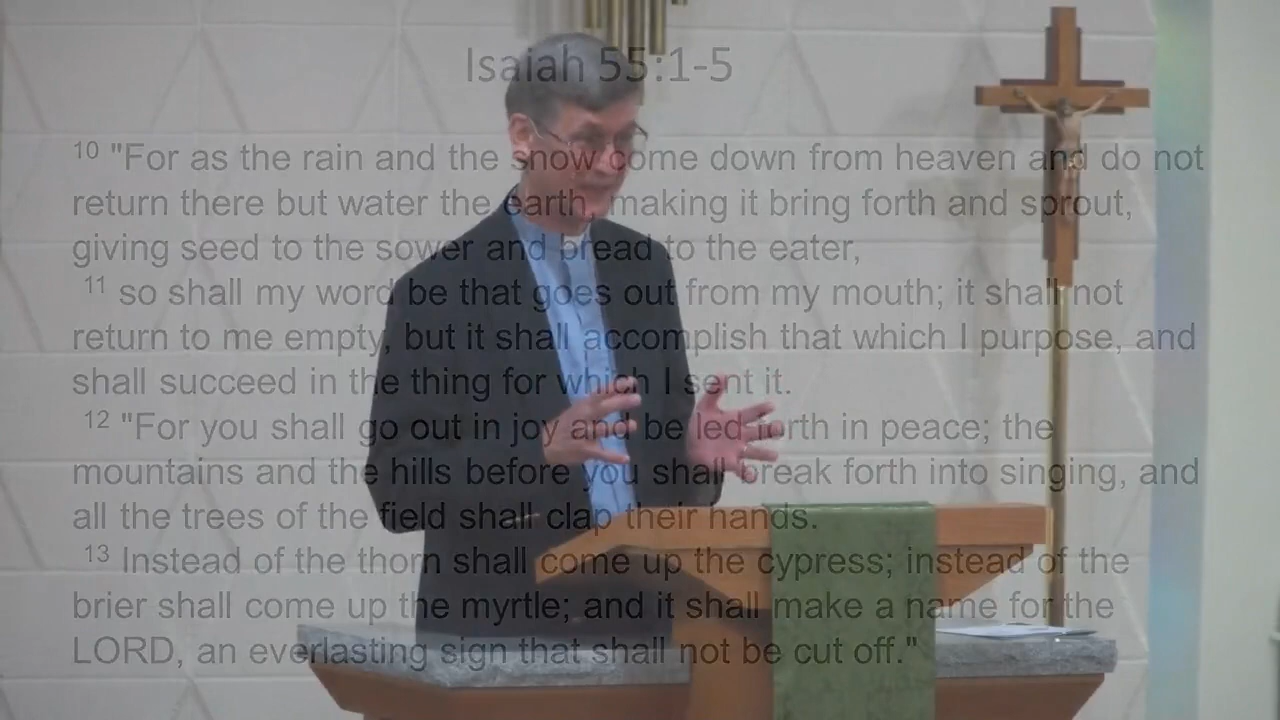 Isaiah 55:1-5
10 "For as the rain and the snow come down from heaven and do not
return there but water the earth, making it bring forth and sprout,
giving seed to the sower and bread to the eater,
11 so shall my word be that goes out from my mouth; it shall not
return to me empty, but it shall accomplish that which I purpose, and
shall succeed in the thing for which I sent it.
12 "For you shall go out in joy and be led forth in peace; the
mountains and the hills before you shall break forth into singing, and
all the trees of the field shall clap their hands.
13 Instead of the thorn shall come up the cypress; instead of the
brier shall come up the myrtle; and it shall make a name for the
LORD, an everlasting sign that shall not be cut off."